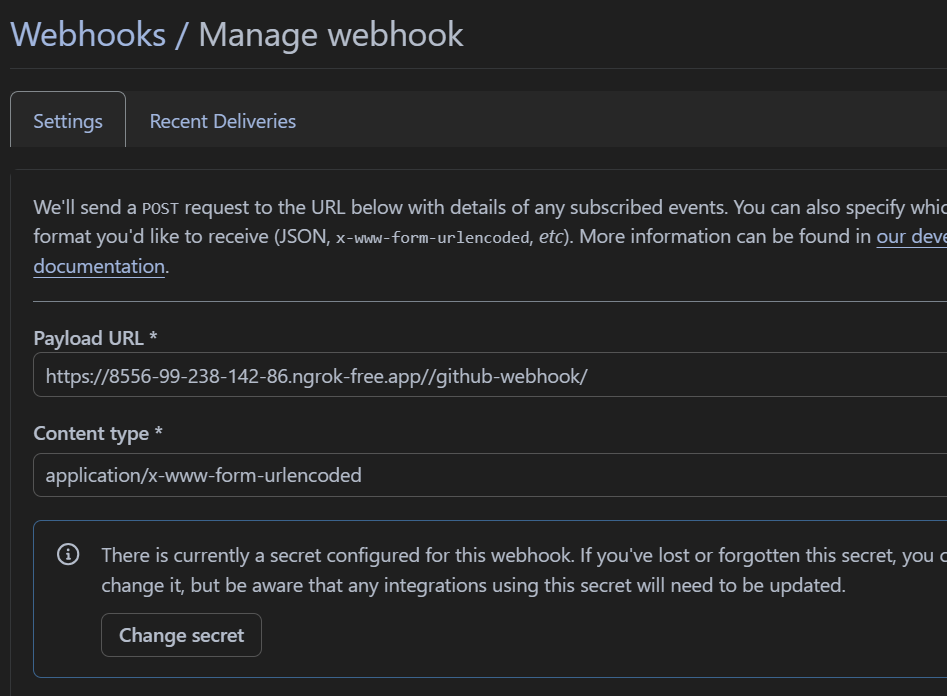 Webhooks / Manage webhook
Settings Recent Deliveries
We'll send a POST request to the URL below with details of any subscribed events. You can also specify
format you'd like to receive (JSON, x-www-form-urlencoded, etc). More information can be found in our
documentation.
Payload URL *
https://8556-99-238-142-86.ngrok-free.app//github-webhook/
Content type *
application/x-www-form-urlencoded
There is currently a secret configured for this webhook. If you've lost or forgotten this secret, you
change it, but be aware that any integrations using this secret will need to be updated.
Change secret